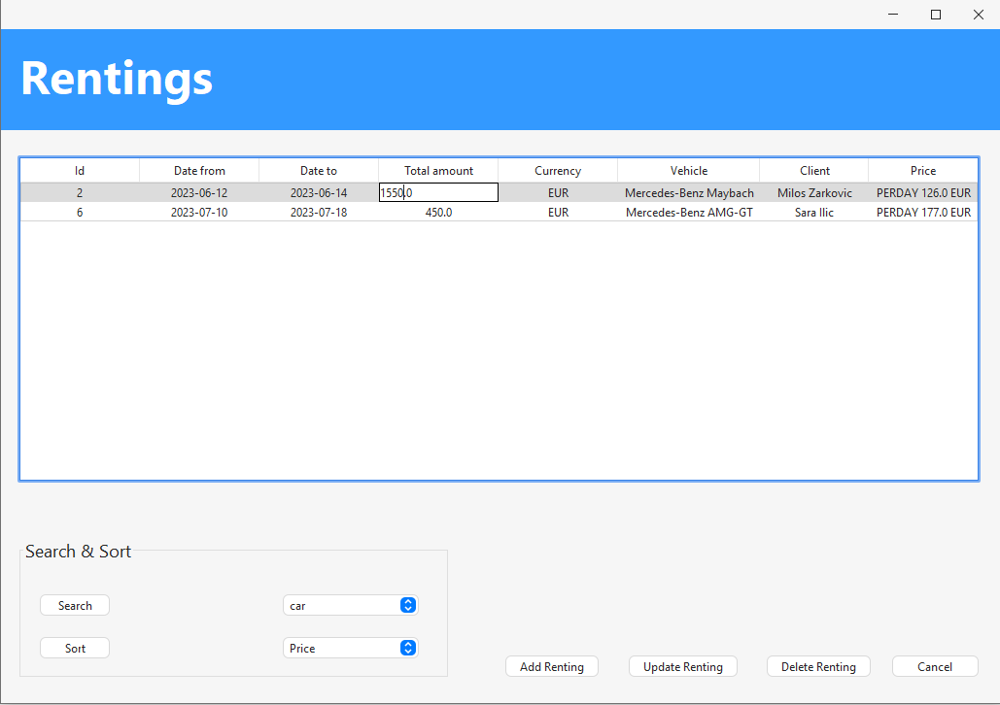 Rentings
Id Date from Date to Total amount Currency Vehicle Client Price
2 2023-06-12 2023-06-14 1550.0 EUR Mercedes-Benz Maybach Milos Zarkovic PERDAY 126.0 EUR
6 2023-07-10 2023-07-18 450.0 EUR Mercedes-Benz AMG-GT Sara Ilic PERDAY 177.0 EUR
Search & Sort
Search car
Sort Price
Add Renting Update Renting Delete Renting Cancel